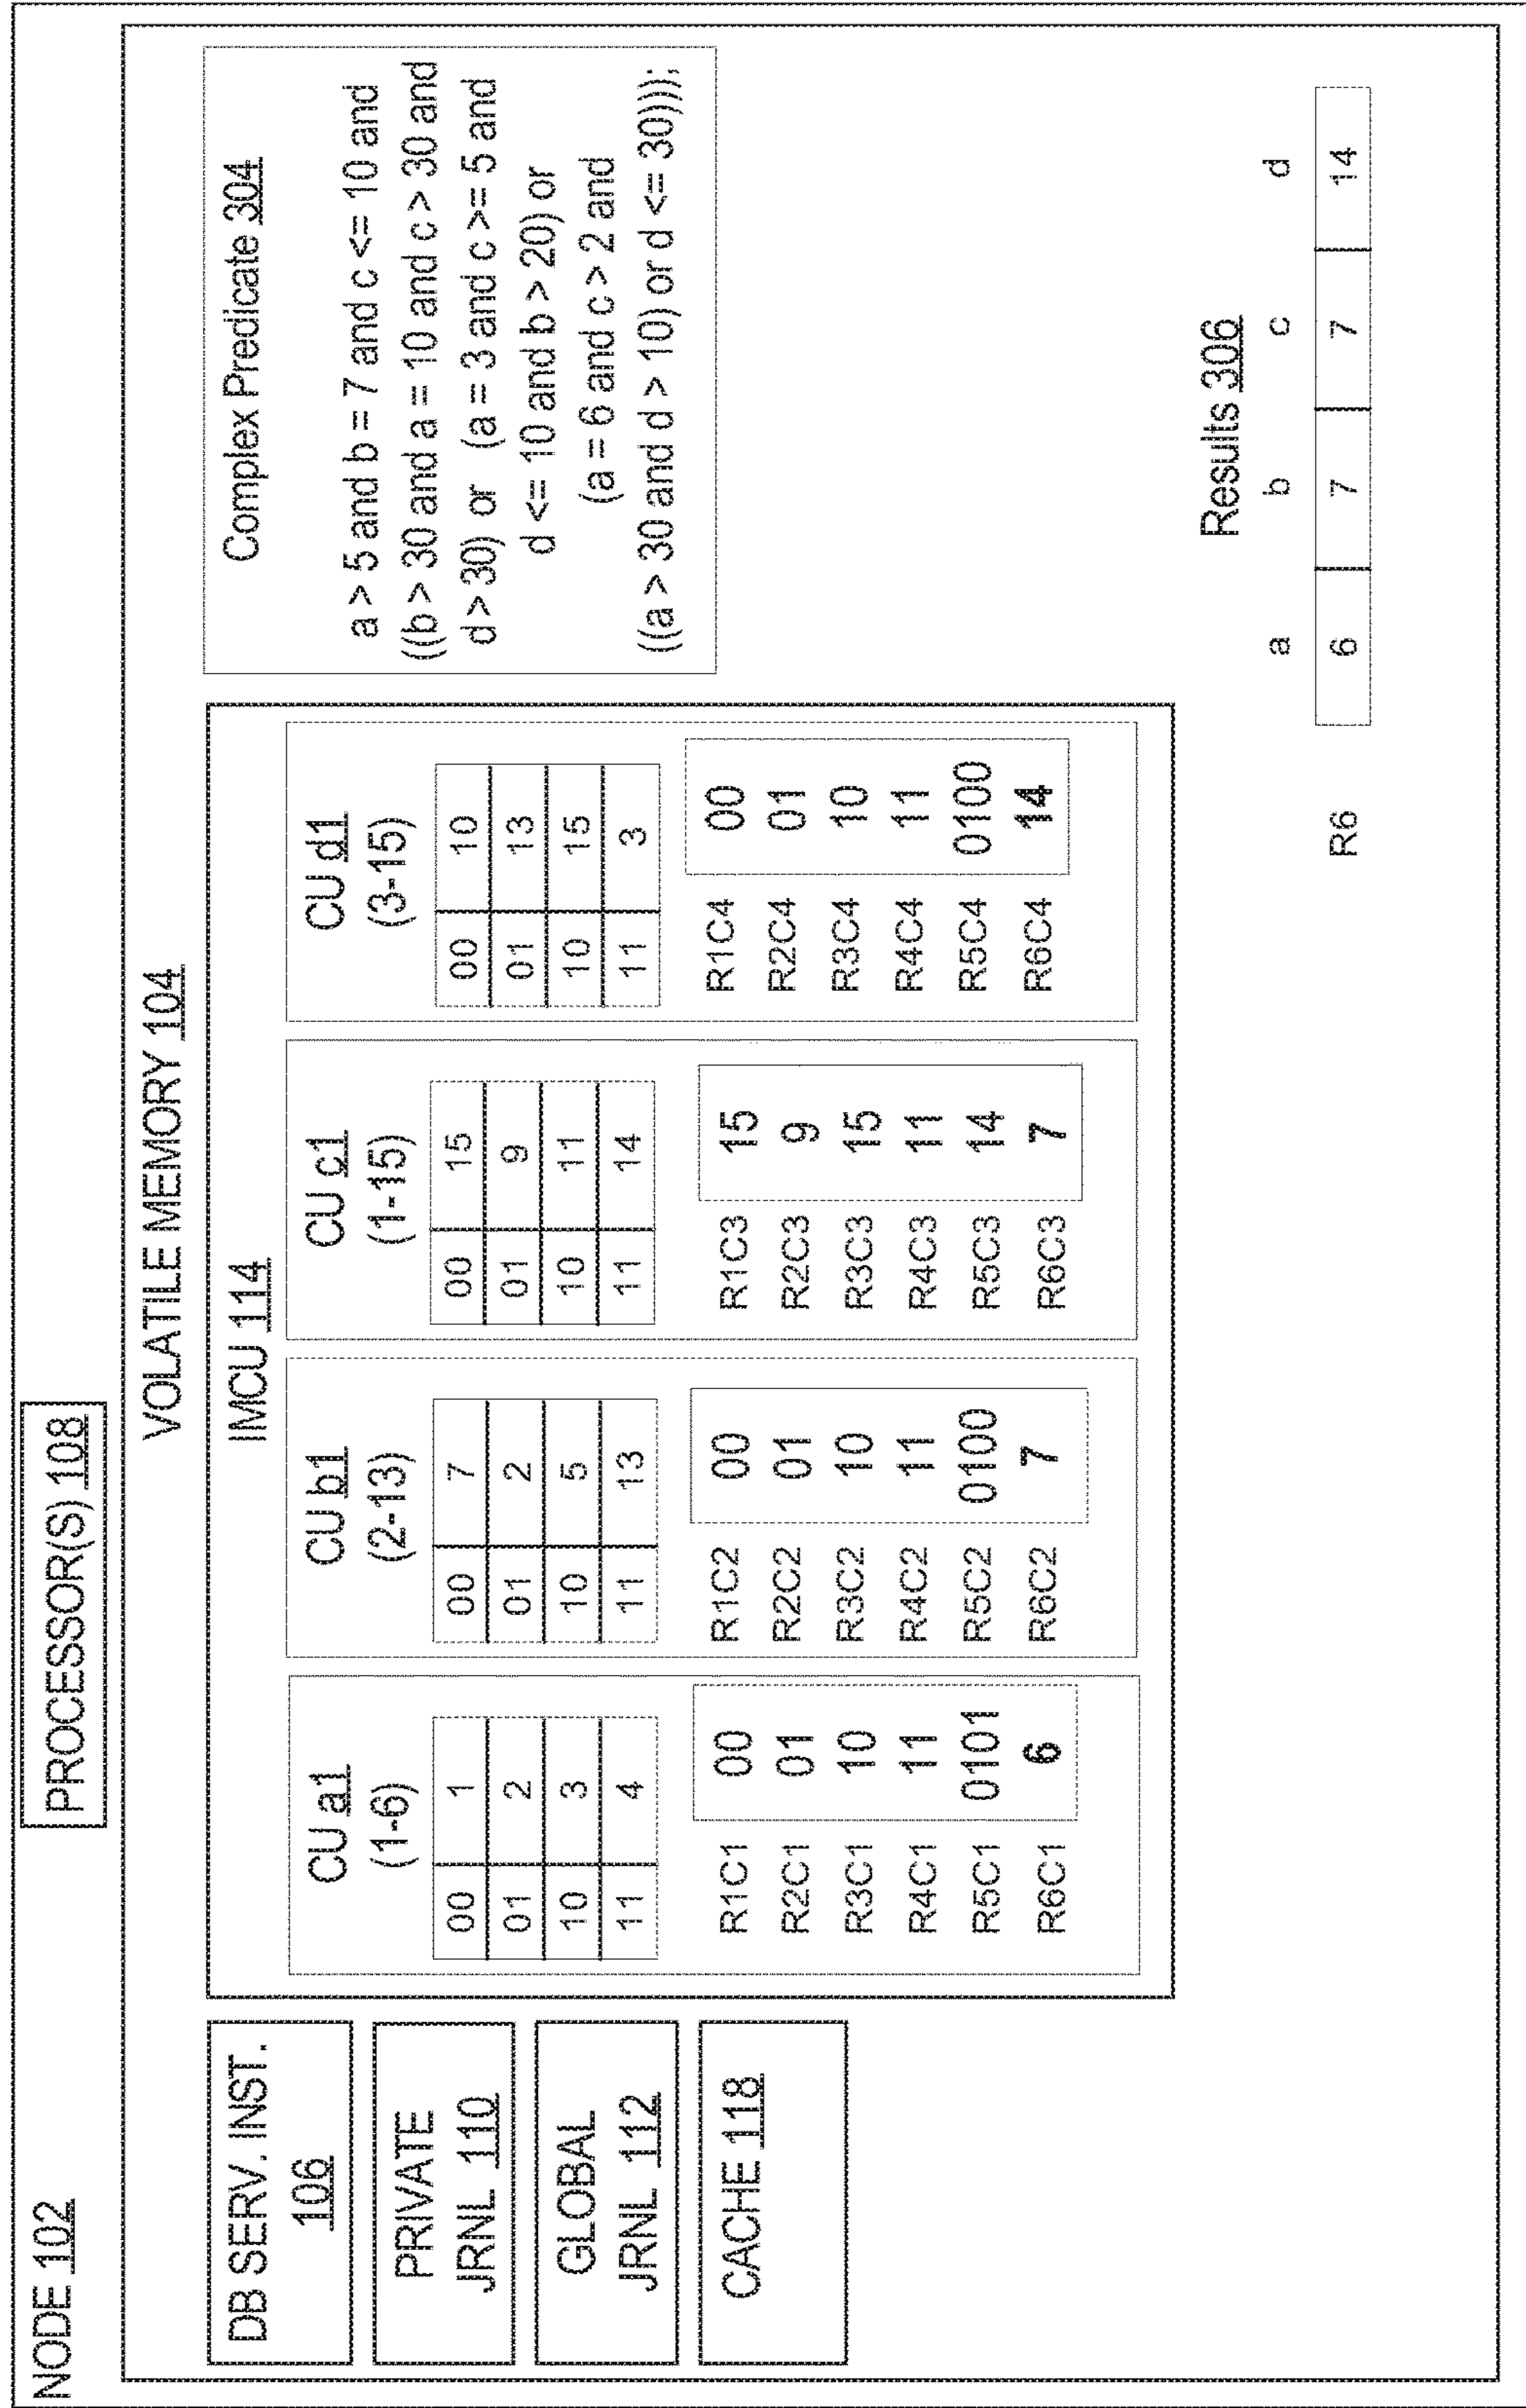 NODE 102
PROCESSOR(S) 108
VOLATILE MEMORY 104
DB SERV. INST.
106
PRIVATE
JRNL 110
GLOBAL
JRNL 112
CACHE 118
IMCU 114
CU a1
(1-6)
00 1
01 2
10 3
11 4
R1C1 00
R2C1 01
R3C1 10
R4C1 11
R5C1 0101
R6C1 6
CU b1
(2-13)
00 7
01 2
10 5
11 13
R1C2 00
R2C2 01
R3C2 10
R4C2 11
R5C2 0100
R6C2 7
CU c1
(1-15)
00 15
01 9
10 11
11 14
R1C3 15
R2C3 9
R3C3 15
R4C3 11
R5C3 14
R6C3 7
CU d1
(3-15)
00 10
01 13
10 15
11 3
R1C4 00
R2C4 01
R3C4 10
R4C4 11
R5C4 0100
R6C4 14
Complex Predicate 304
a > 5 and b = 7 and c <= 10 and
((b > 30 and a = 10 and c > 30 and
d > 30) or (a = 3 and c >= 5 and
d <= 10 and b > 20) or
(a = 6 and c > 2 and
((a > 30 and d > 10) or d <= 30)));
Results 306
a b c d
R6 6 7 7 14